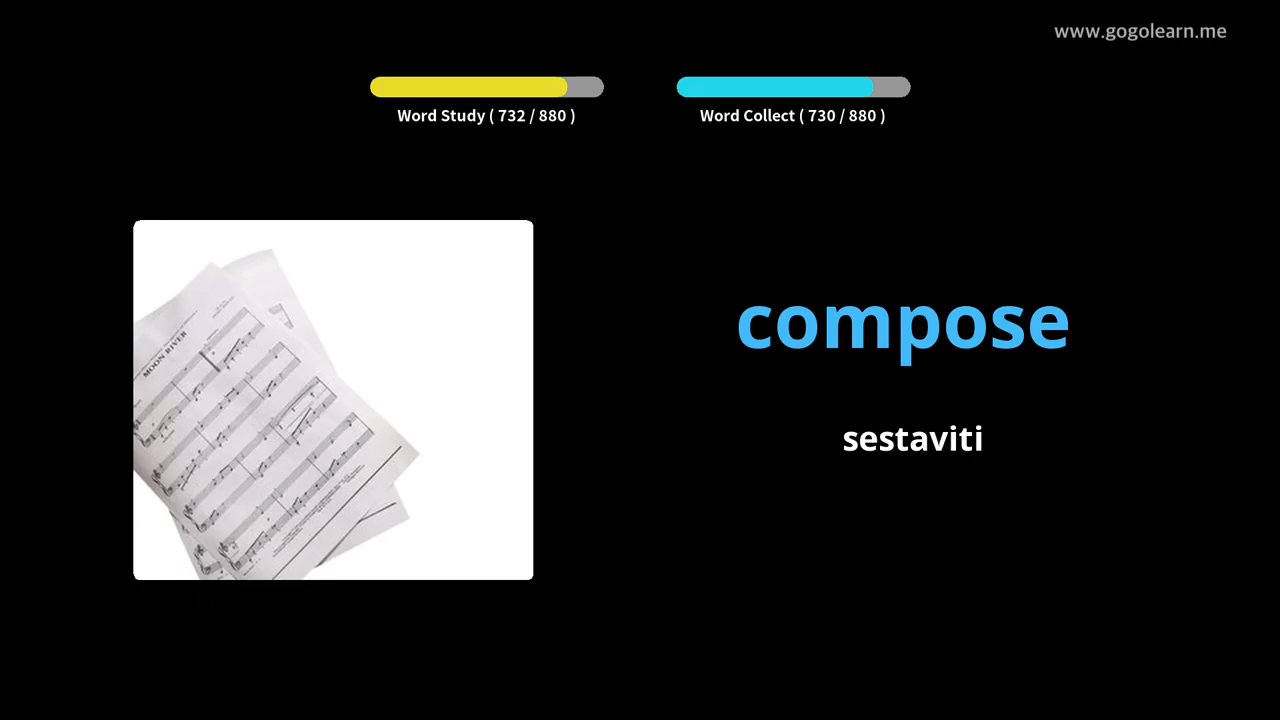 www.gogolearn.me
Word Study ( 732 / 880 )
Word Collect ( 730 / 880 )
MOON RIVER
compose
sestaviti